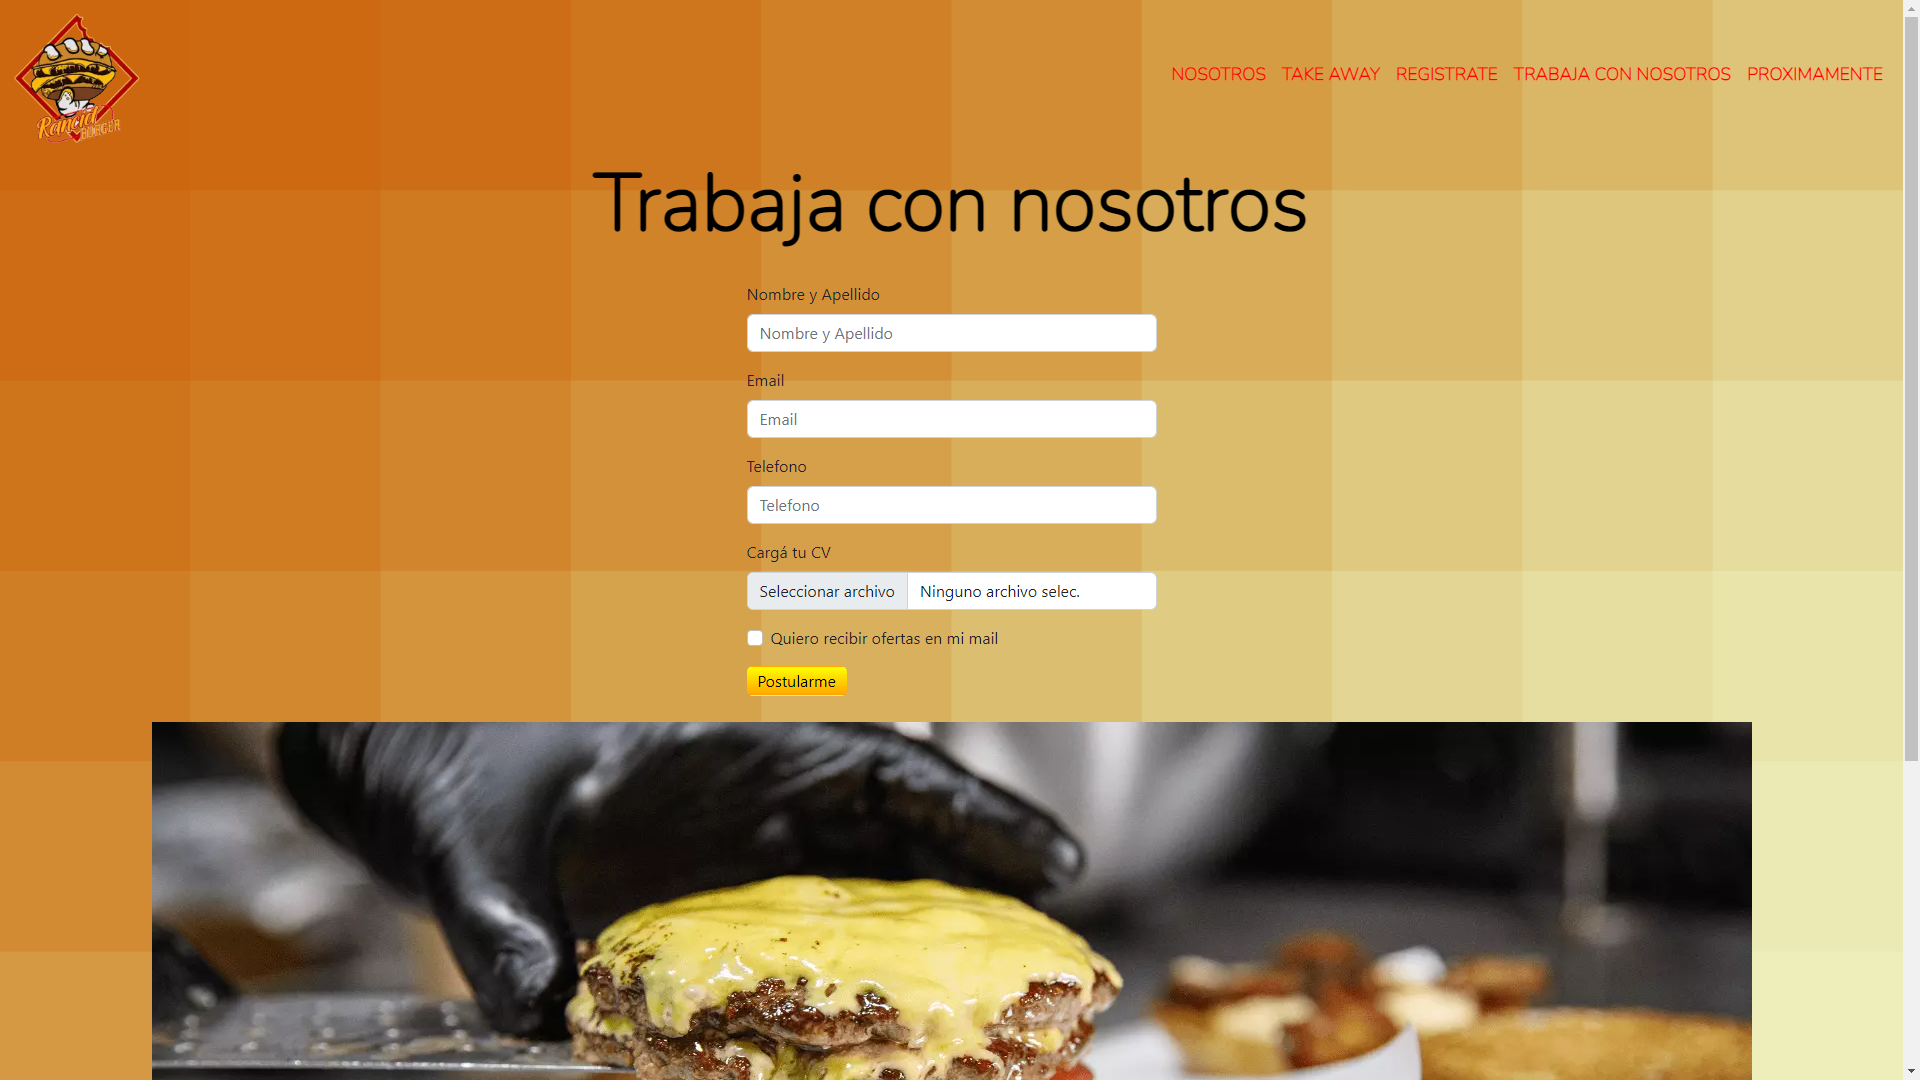 Rancid
BURGER
NOSOTROS TAKE AWAY REGISTRATE TRABAJA CON NOSOTROS PROXIMAMENTE
Trabaja con nosotros
Nombre y Apellido
Nombre y Apellido
Email
Email
Telefono
Telefono
Cargá tu CV
Seleccionar archivo Ninguno archivo selec.
Quiero recibir ofertas en mi mail
Postularme